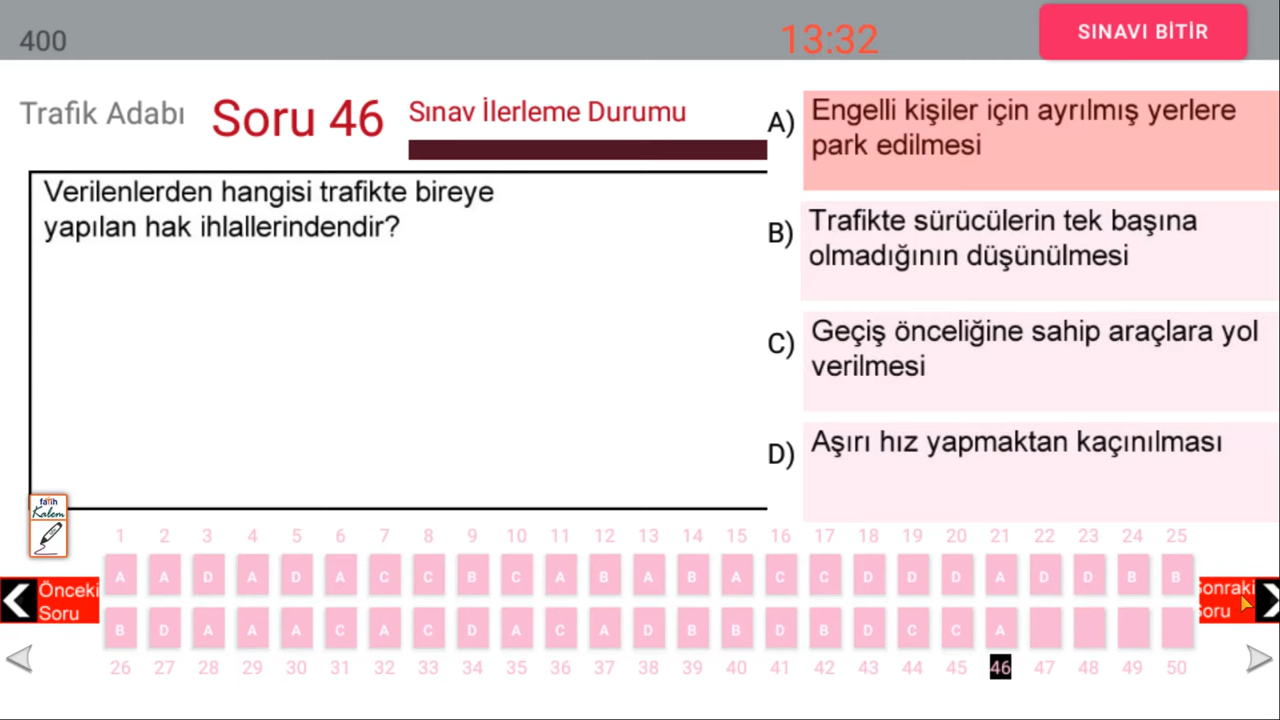 400
13:32
SINAVI BİTİR
Trafik Adabı
Soru 46
Sınav İlerleme Durumu
Verilenlerden hangisi trafikte bireye
yapılan hak ihlallerindendir?
A)
Engelli kişiler için ayrılmış yerlere
park edilmesi
B)
Trafikte sürücülerin tek başına
olmadığının düşünülmesi
C)
Geçiş önceliğine sahip araçlara yol
verilmesi
D)
Aşırı hız yapmaktan kaçınılması
fatih
Kalem
1 2 3 4 5 6 7 8 9 10 11 12 13 14 15 16 17 18 19 20 21 22 23 24 25
A A D A D A C C B C A B A B A C C D D D A D D B B
Önceki
Soru
Sonraki
Soru
B D A A A C A C D A C A D B B D B D C C A
26 27 28 29 30 31 32 33 34 35 36 37 38 39 40 41 42 43 44 45 46 47 48 49 50